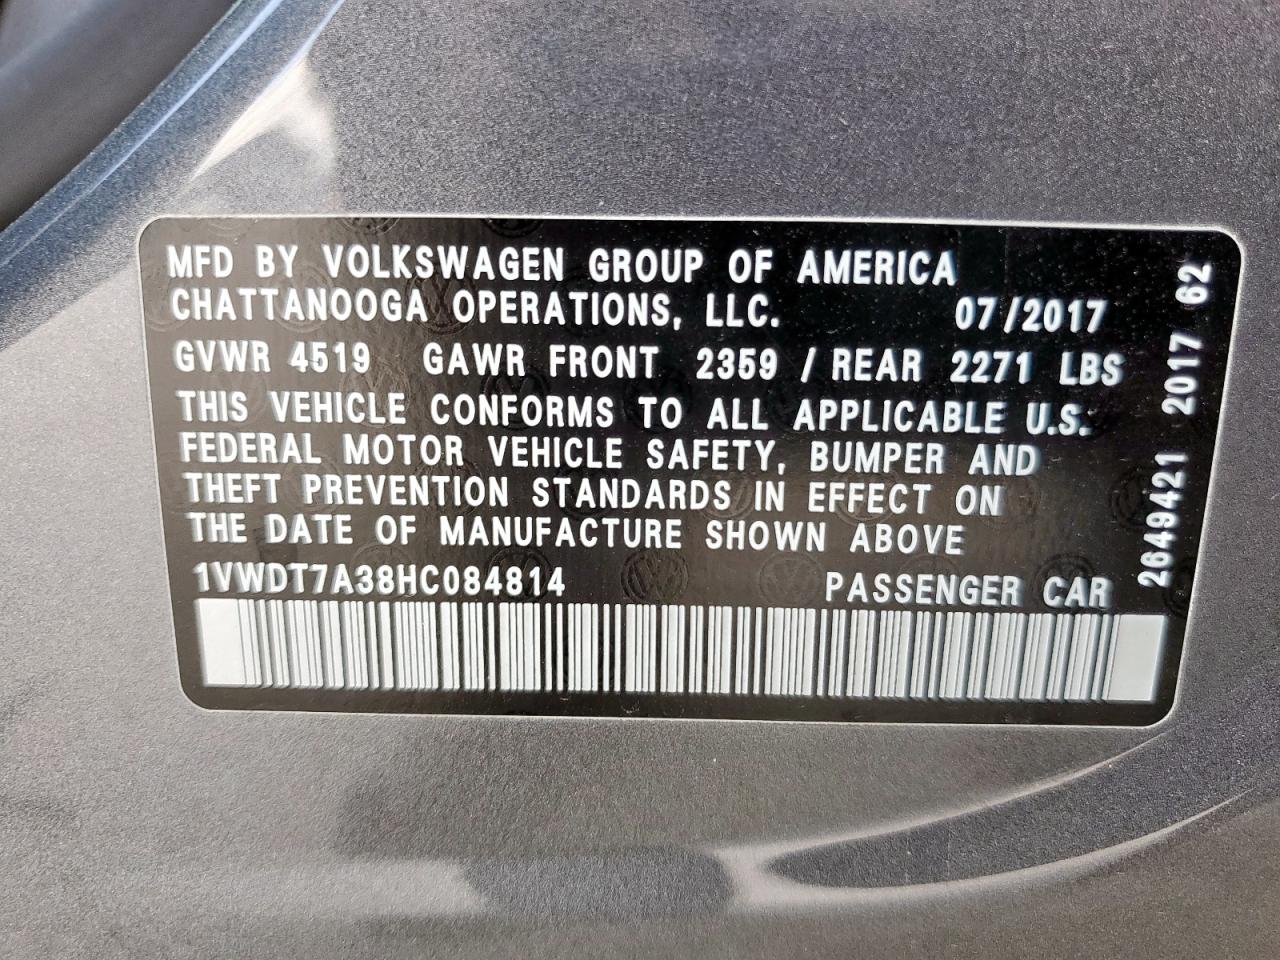 MFD BY VOLKSWAGEN GROUP OF AMERICA
CHATTANOOGA OPERATIONS, LLC. 07/2017
GVWR 4519 GAWR FRONT 2359 / REAR 2271 LBS
THIS VEHICLE CONFORMS TO ALL APPLICABLE U.S.
FEDERAL MOTOR VEHICLE SAFETY, BUMPER AND
THEFT PREVENTION STANDARDS IN EFFECT ON
THE DATE OF MANUFACTURE SHOWN ABOVE
1VWDT7A38HC084814 PASSENGER CAR
2649421 2017 62